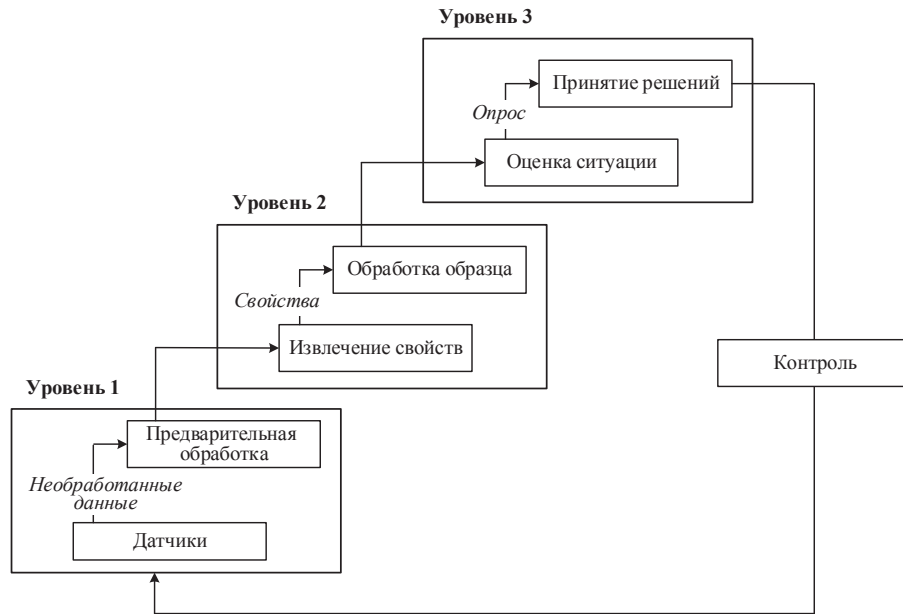 Уровень 3
Принятие решений
Опрос
Оценка ситуации
Уровень 2
Обработка образца
Свойства
Извлечение свойств
Контроль
Уровень 1
Предварительная
обработка
Необработанные
данные
Датчики